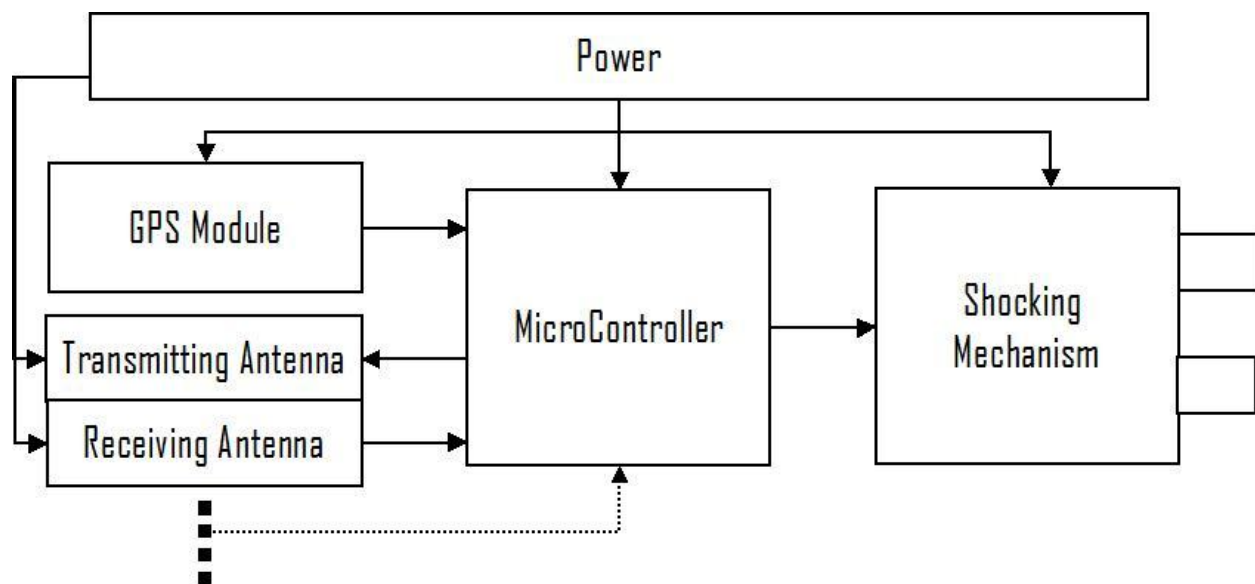 Power
GPS Module
MicroController
Shocking
Mechanism
Transmitting Antenna
Receiving Antenna